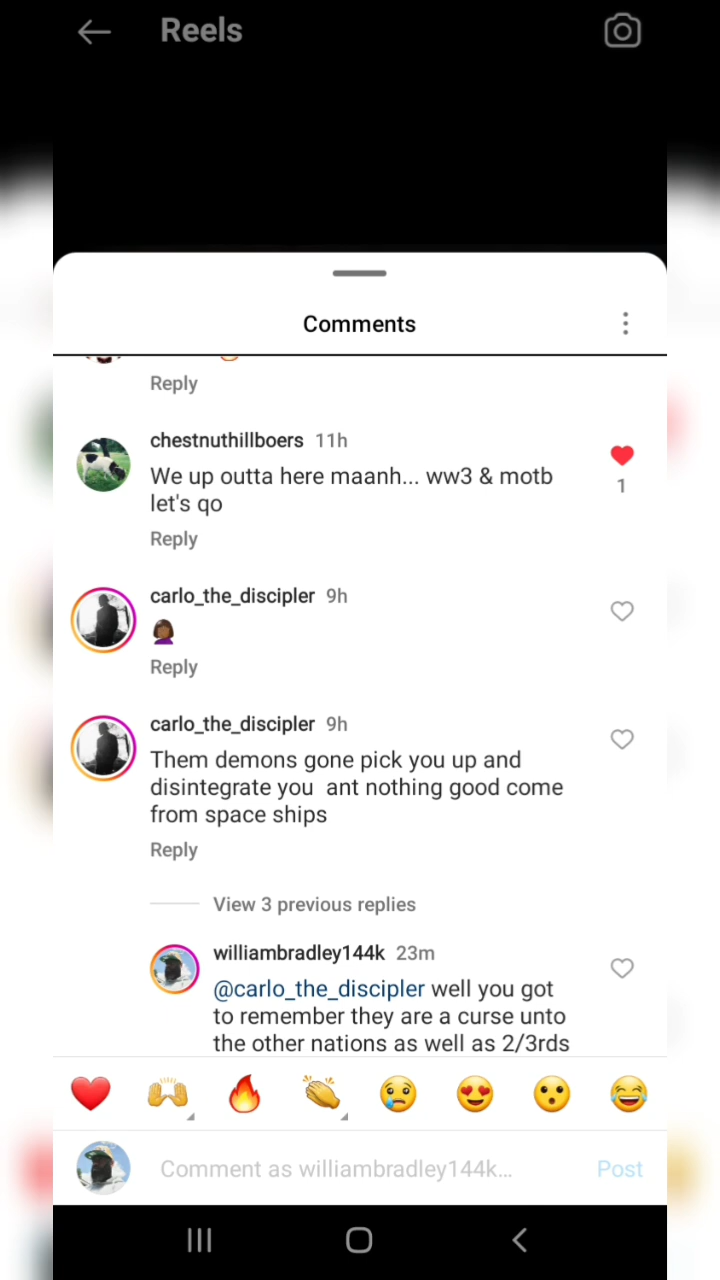 Reels
Comments
Reply
chestnuthillboers 11h
We up outta here maanh... ww3 & motb
let's qo
1
Reply
carlo_the_discipler 9h
Reply
carlo_the_discipler 9h
Them demons gone pick you up and
disintegrate you ant nothing good come
from space ships
Reply
View 3 previous replies
williambradley144k 23m
@carlo_the_discipler well you got
to remember they are a curse unto
the other nations as well as 2/3rds
Comment as williambradley144k...
Post